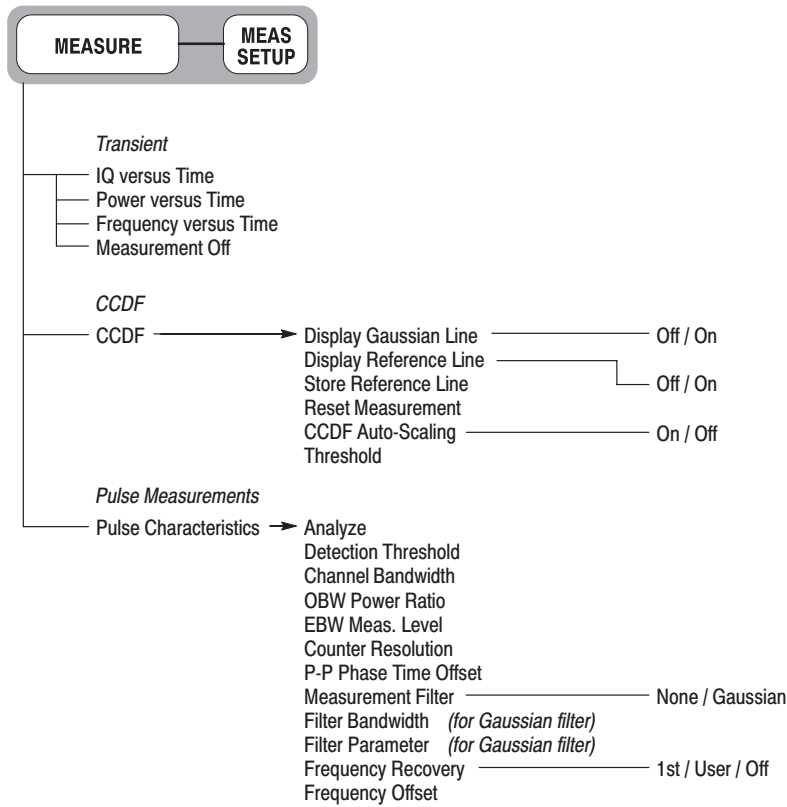 MEASURE
MEAS
SETUP
Transient
IQ versus Time
Power versus Time
Frequency versus Time
Measurement Off
CCDF
CCDF
Display Gaussian Line
Off / On
Display Reference Line
Store Reference Line
Off / On
Reset Measurement
CCDF Auto-Scaling
On / Off
Threshold
Pulse Measurements
Pulse Characteristics
Analyze
Detection Threshold
Channel Bandwidth
OBW Power Ratio
EBW Meas. Level
Counter Resolution
P-P Phase Time Offset
Measurement Filter
None / Gaussian
Filter Bandwidth (for Gaussian filter)
Filter Parameter (for Gaussian filter)
Frequency Recovery
1st / User / Off
Frequency Offset